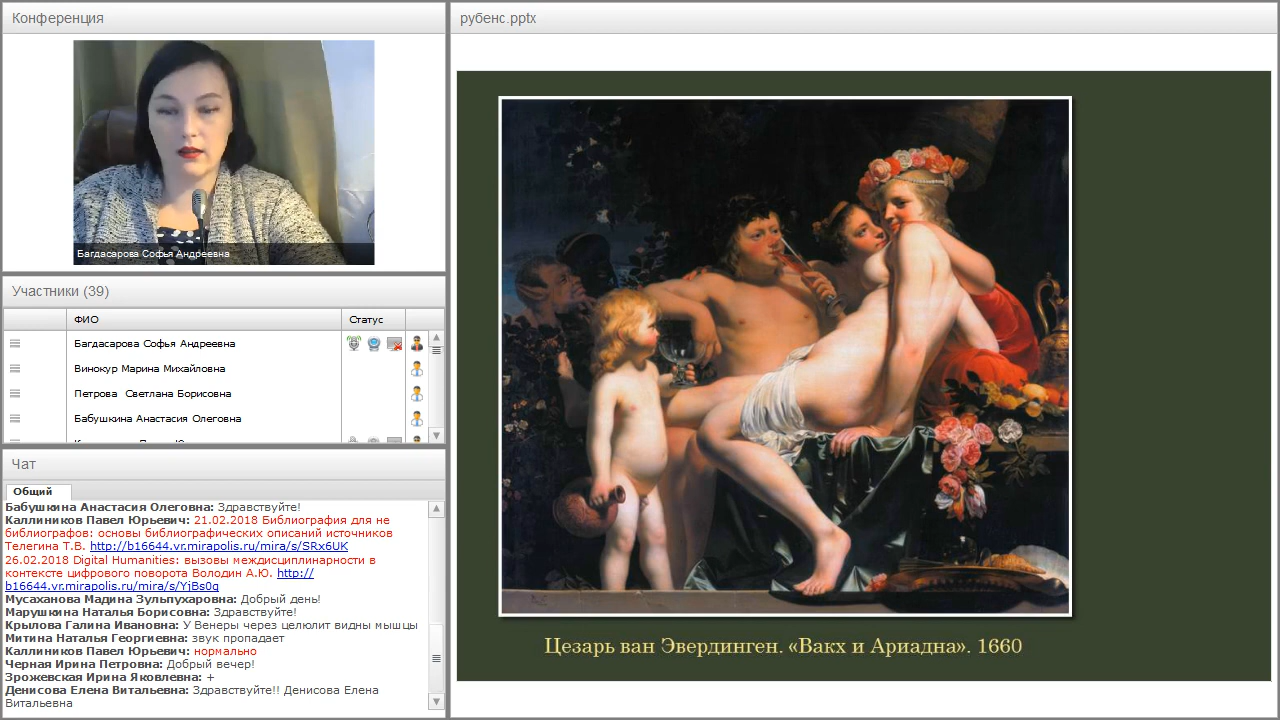 Конференция
Багдасарова Софья Андреевна
Участники (39)
ФИО
Статус
Багдасарова Софья Андреевна
Винокур Марина Михайловна
Петрова Светлана Борисовна
Бабушкина Анастасия Олеговна
Чат
Общий
Бабушкина Анастасия Олеговна: Здравствуйте!
Каллиников Павел Юрьевич: 21.02.2018 Библиография для не
библиографов: основы библиографических описаний источников
Телегина Т.В. http://b16644.vr.mirapolis.ru/mira/s/SRx6UK
26.02.2018 Digital Humanities: вызовы междисциплинарности в
контексте цифрового поворота Володин А.Ю. http://
b16644.vr.mirapolis.ru/mira/s/YjBs0q
Мусаханова Мадина Зульпухаровна: Добрый день!
Марушкина Наталья Борисовна: Здравствуйте!
Крылова Галина Ивановна: У Венеры через целюлит видны мышцы
Митина Наталья Георгиевна: звук пропадает
Каллиников Павел Юрьевич: нормально
Черная Ирина Петровна: Добрый вечер!
Зрожевская Ирина Яковлевна: +
Денисова Елена Витальевна: Здравствуйте!! Денисова Елена
Витальевна
рубенс.pptx
Цезарь ван Эвердинген. «Вакх и Ариадна». 1660